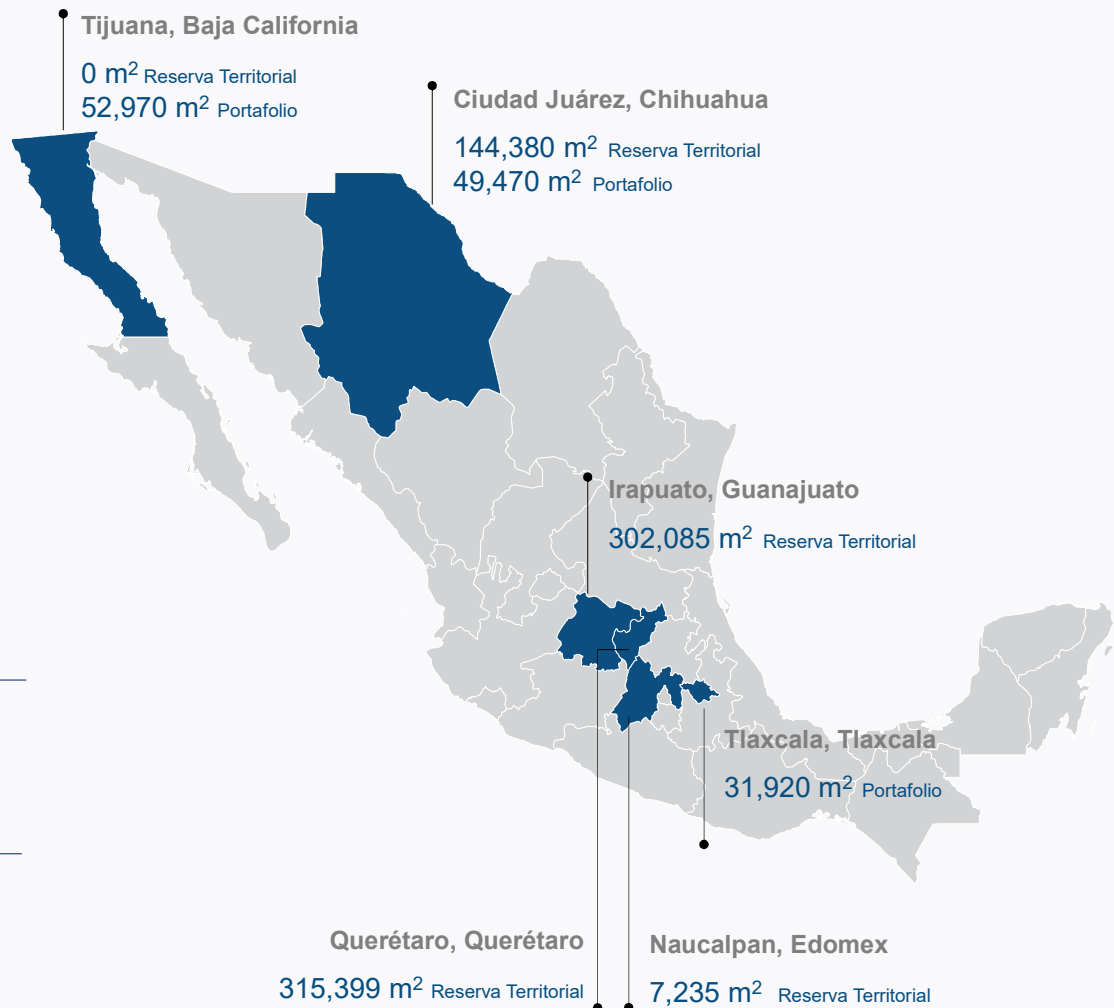 Tijuana, Baja California
0 m² Reserva Territorial
52,970 m² Portafolio
Ciudad Juárez, Chihuahua
144,380 m² Reserva Territorial
49,470 m² Portafolio
Irapuato, Guanajuato
302,085 m² Reserva Territorial
Tlaxcala, Tlaxcala
31,920 m² Portafolio
Querétaro, Querétaro
315,399 m² Reserva Territorial
Naucalpan, Edomex
7,235 m² Reserva Territorial